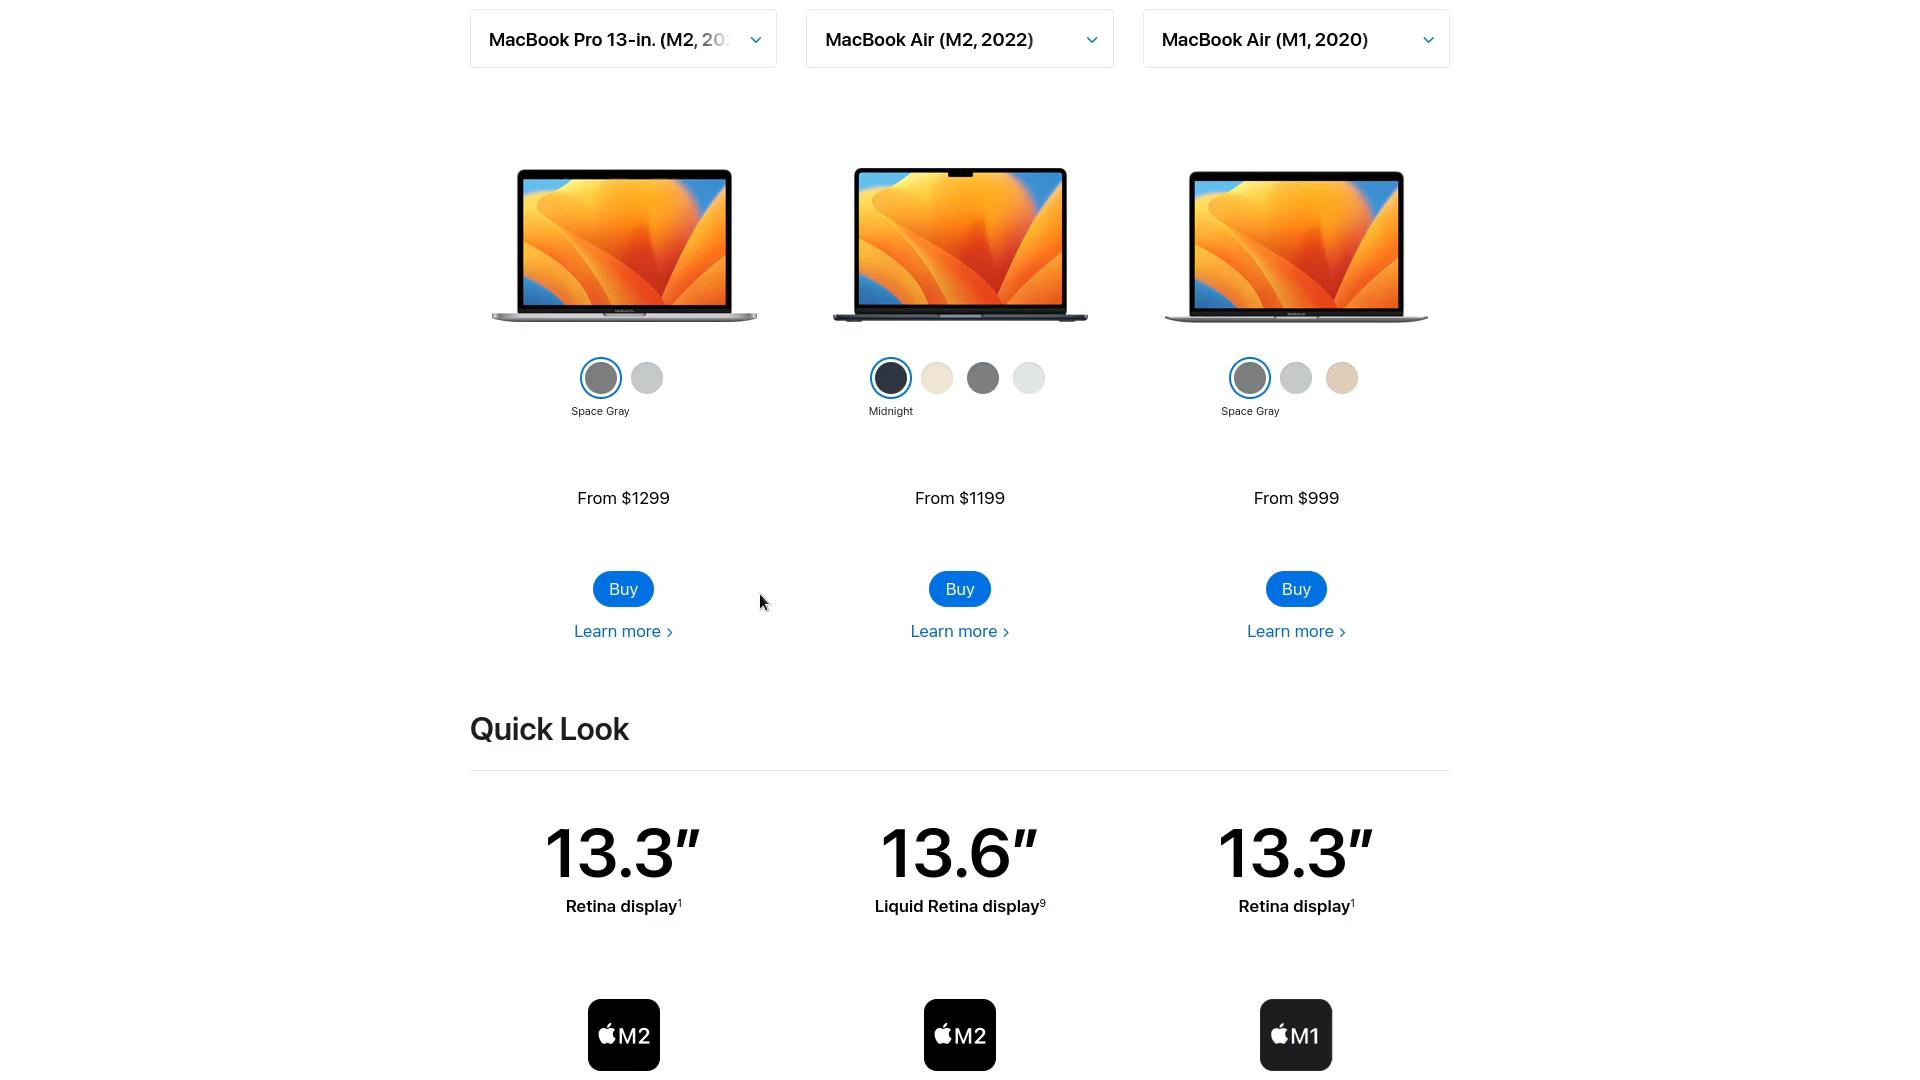 MacBook Pro 13-in. (M2, 202
MacBook Air (M2, 2022)
MacBook Air (M1, 2020)
Space Gray
Midnight
Space Gray
From $1299
From $1199
From $999
Buy
Buy
Buy
Learn more >
Learn more >
Learn more >
Quick Look
13.3″
13.6″
13.3″
Retina display¹
Liquid Retina display⁹
Retina display¹
M2
M2
M1